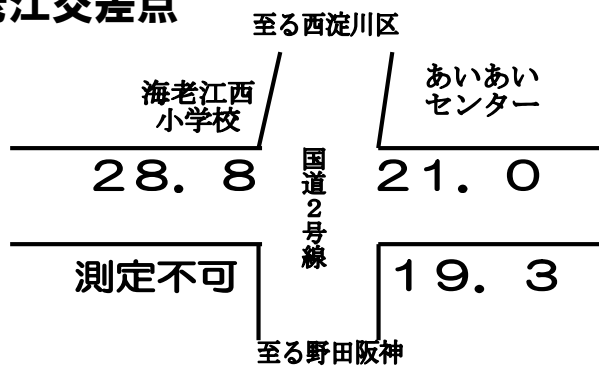 老江交差点
至る西淀川区
海老江西
小学校
あいあい
センター
28.8
国道2号線
21.0
測定不可
19.3
至る野田阪神